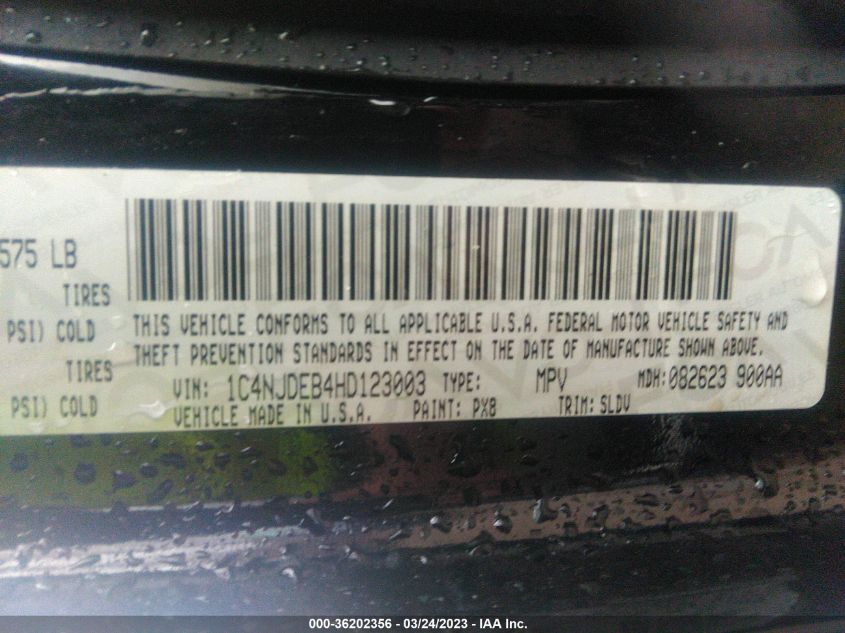 575 LB
TIRES
PSI) COLD
TIRES
PSI) COLD
THIS VEHICLE CONFORMS TO ALL APPLICABLE U.S.A. FEDERAL MOTOR VEHICLE SAFETY AND
THEFT PREVENTION STANDARDS IN EFFECT ON THE DATE OF MANUFACTURE SHOWN ABOVE.
VIN: 1C4NJDEB4HD123003 TYPE: MPV MDH: 082623 900AA
VEHICLE MADE IN U.S.A. PAINT: PX8 TRIM: SLDV
000-36202356 - 03/24/2023 - IAA Inc.